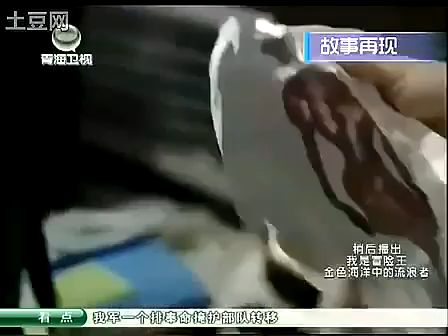 土豆网
青海卫视
故事再现
稍后播出
我是冒险王
金色海洋中的流浪者
看点
我军一个排奉命掩护部队转移